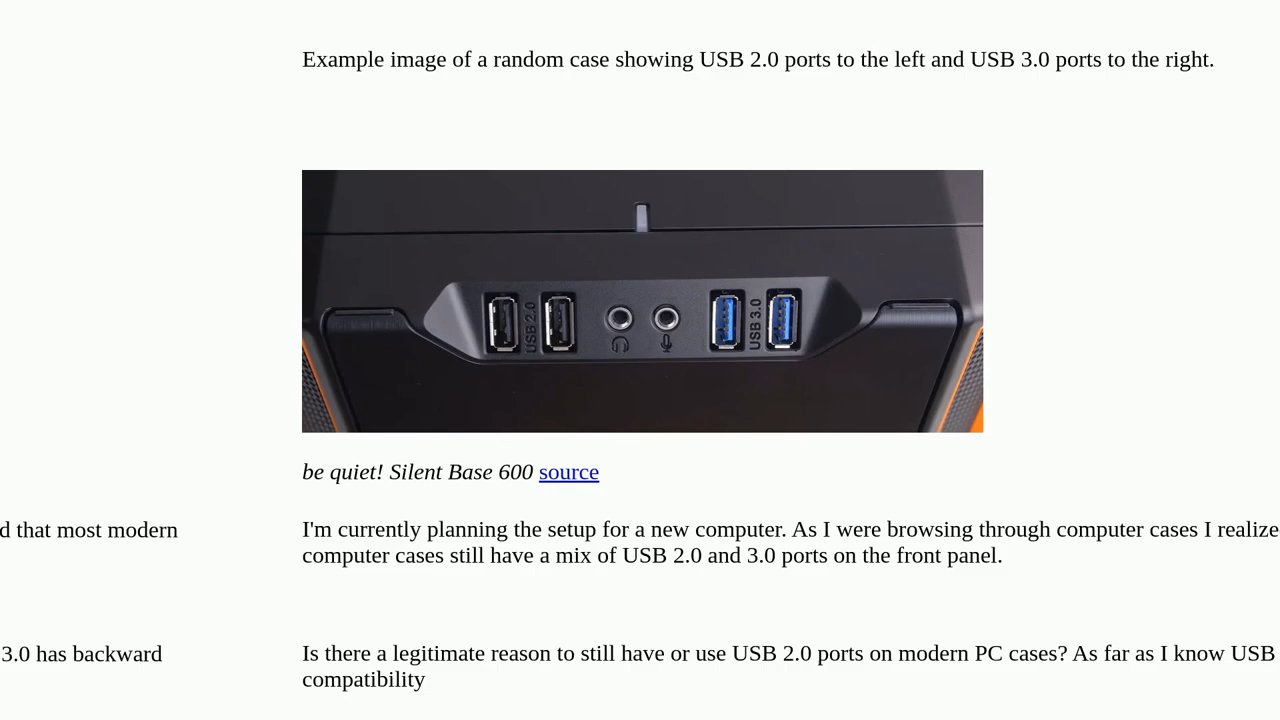 Example image of a random case showing USB 2.0 ports to the left and USB 3.0 ports to the right.
USB 2.0
USB 3.0
be quiet! Silent Base 600 source
d that most modern
I'm currently planning the setup for a new computer. As I were browsing through computer cases I realize
computer cases still have a mix of USB 2.0 and 3.0 ports on the front panel.
3.0 has backward
Is there a legitimate reason to still have or use USB 2.0 ports on modern PC cases? As far as I know USB
compatibility